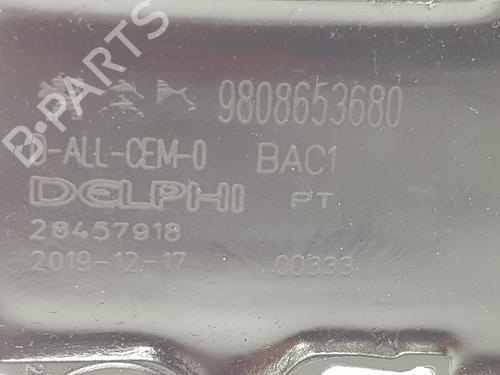 B-PARTS
9808653680
-ALL-CEM-0 BAC1
DELPHI PT
28457918
2019-12-17 00333